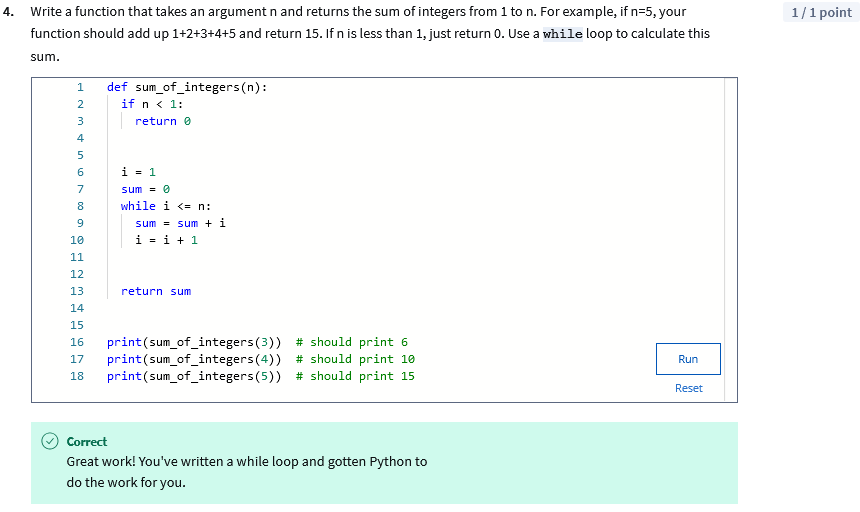 4. Write a function that takes an argument n and returns the sum of integers from 1 to n. For example, if n=5, your 1 / 1 point
function should add up 1+2+3+4+5 and return 15. If n is less than 1, just return 0. Use a while loop to calculate this
sum.
1 def sum_of_integers(n):
2 if n < 1:
3 return 0
4
5
6 i = 1
7 sum = 0
8 while i <= n:
9 sum = sum + i
10 i = i + 1
11
12
13 return sum
14
15
16 print(sum_of_integers(3)) # should print 6
17 print(sum_of_integers(4)) # should print 10
18 print(sum_of_integers(5)) # should print 15
Run
Reset
Correct
Great work! You've written a while loop and gotten Python to
do the work for you.